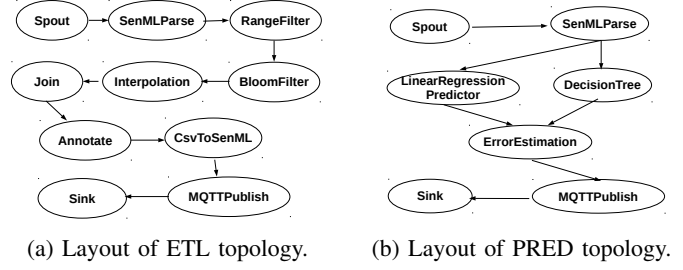 Spout
SenMLParse
RangeFilter
Join
Interpolation
BloomFilter
Annotate
CsvToSenML
Sink
MQTTPublish
(a) Layout of ETL topology.
Spout
SenMLParse
LinearRegression
Predictor
DecisionTree
ErrorEstimation
Sink
MQTTPublish
(b) Layout of PRED topology.